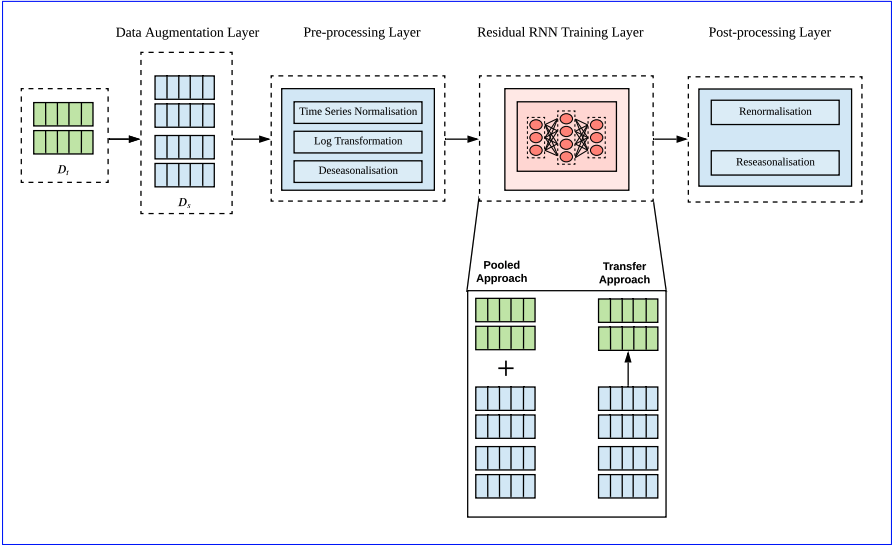 Data Augmentation Layer
Pre-processing Layer
Residual RNN Training Layer
Post-processing Layer
Time Series Normalisation
Log Transformation
Deseasonalisation
Renormalisation
Reseasonalisation
D_t
D_s
Pooled
Approach
Transfer
Approach
+